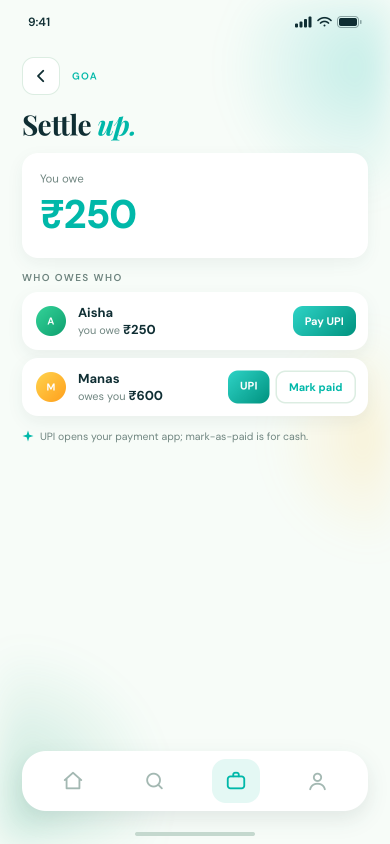 9:41
GOA
Settle up.
You owe
₹250
WHO OWES WHO
A
Aisha
you owe ₹250
Pay UPI
M
Manas
owes you ₹600
UPI
Mark paid
UPI opens your payment app; mark-as-paid is for cash.